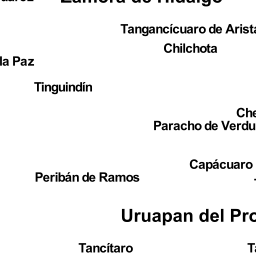 Zamora de Hidalgo
Tangancícuaro de Arista
Chilchota
la Paz
Tinguindín
Che
Paracho de Verdu
Capácuaro
Peribán de Ramos
Uruapan del Pro
Tancítaro
Ta